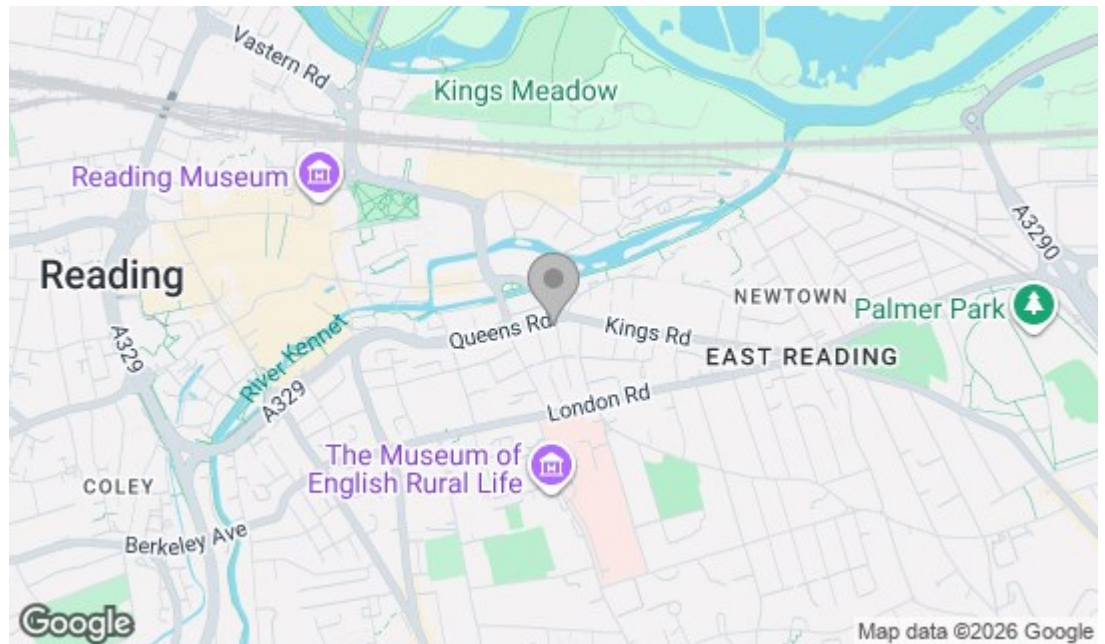 Vastern Rd
Kings Meadow
Reading Museum
A3290
Reading
NEWTOWN
Palmer Park
Queens Rd
Kings Rd
EAST READING
River Kennet
A329
A329
London Rd
The Museum of
English Rural Life
COLEY
Berkeley Ave
Google
Map data ©2026 Google